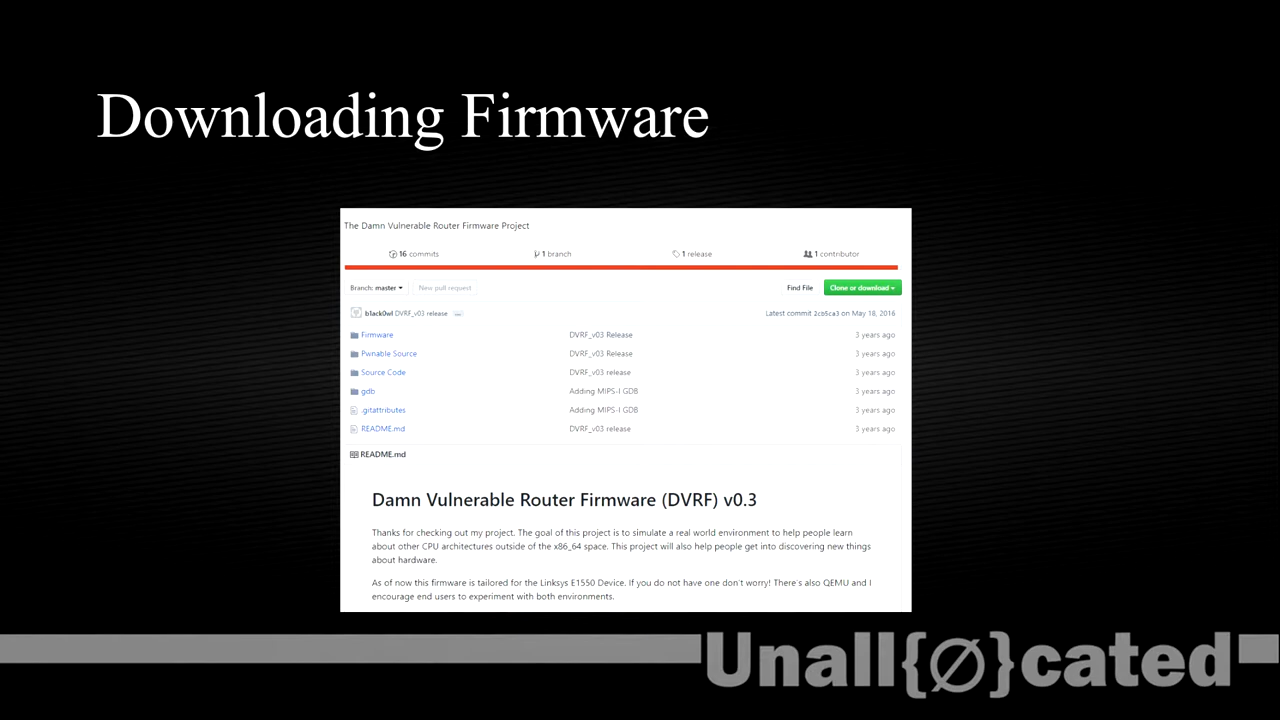 Downloading Firmware
The Damn Vulnerable Router Firmware Project
16 commits 1 branch 1 release 1 contributor
Branch: master New pull request Find File Clone or download
b1ack0wl DVRF_v03 release ... Latest commit 2cb5ca3 on May 18, 2016
Firmware DVRF_v03 Release 3 years ago
Pwnable Source DVRF_v03 Release 3 years ago
Source Code DVRF_v03 release 3 years ago
gdb Adding MIPS-I GDB 3 years ago
.gitattributes Adding MIPS-I GDB 3 years ago
README.md DVRF_v03 release 3 years ago
README.md
Damn Vulnerable Router Firmware (DVRF) v0.3
Thanks for checking out my project. The goal of this project is to simulate a real world environment to help people learn
about other CPU architectures outside of the x86_64 space. This project will also help people get into discovering new things
about hardware.
As of now this firmware is tailored for the Linksys E1550 Device. If you do not have one don't worry! There's also QEMU and I
encourage end users to experiment with both environments.
Unall{Ø}cated